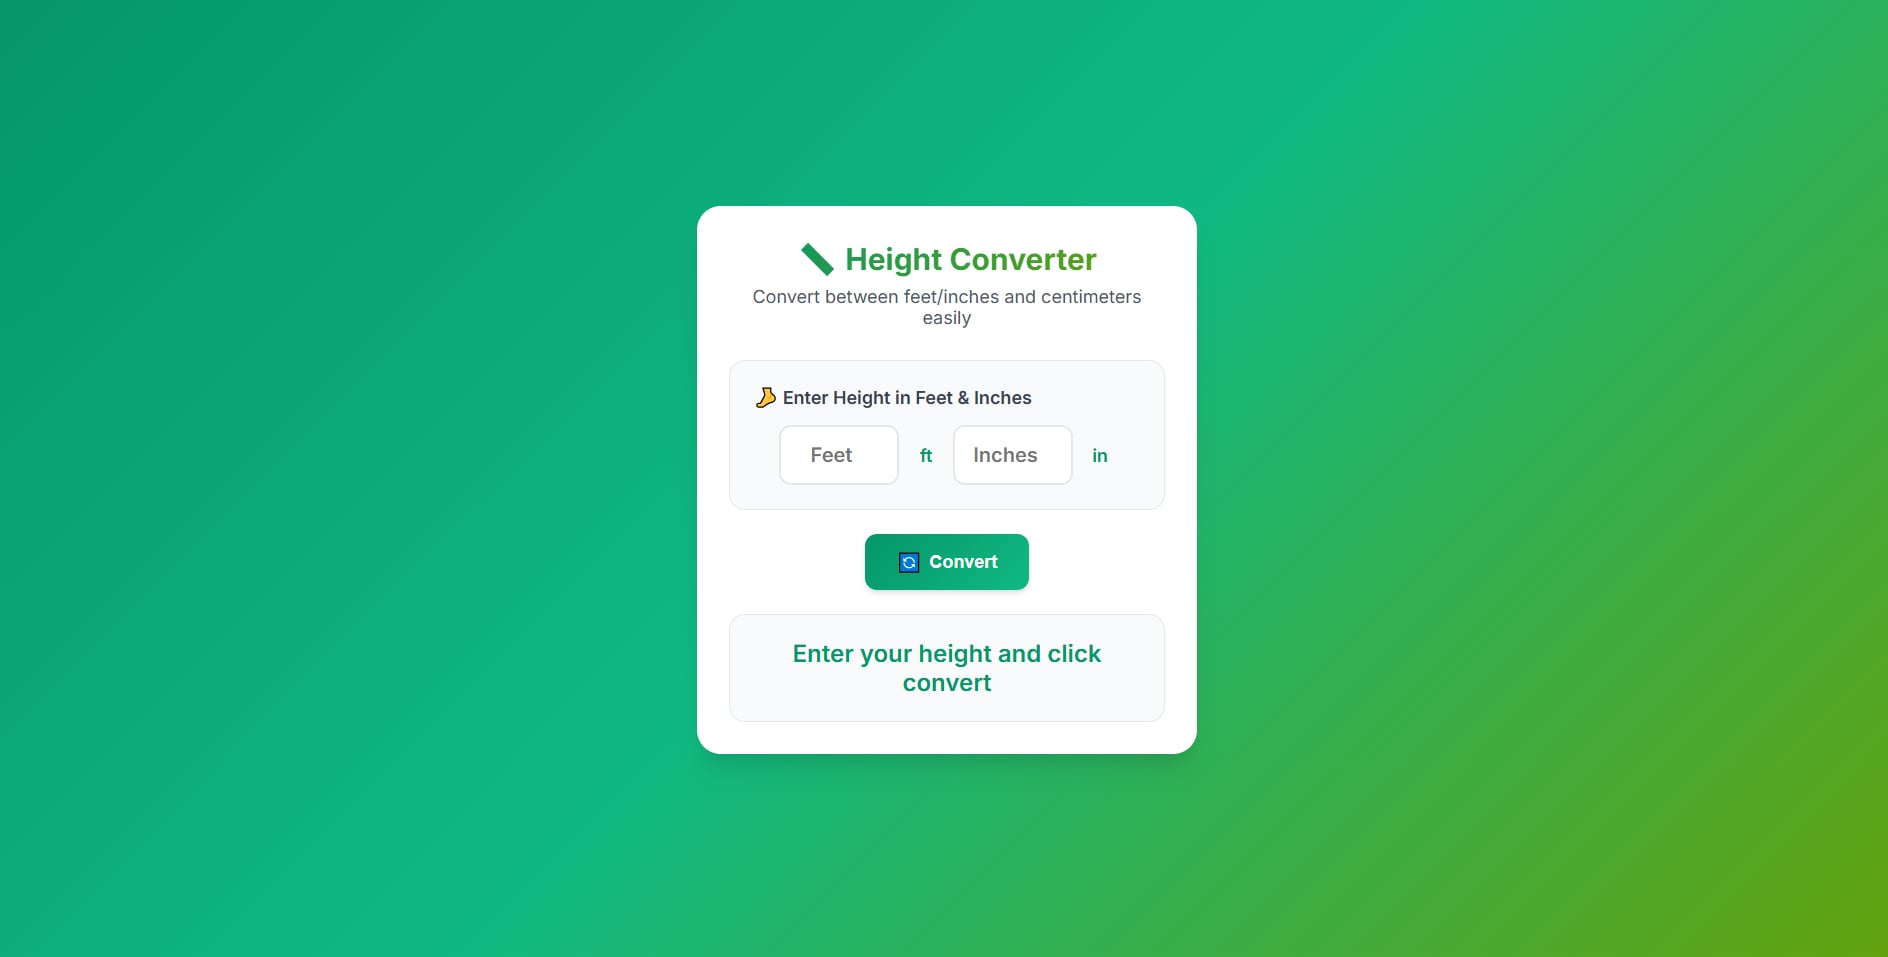 Height Converter
Convert between feet/inches and centimeters
easily
Enter Height in Feet & Inches
Feet ft Inches in
Convert
Enter your height and click
convert